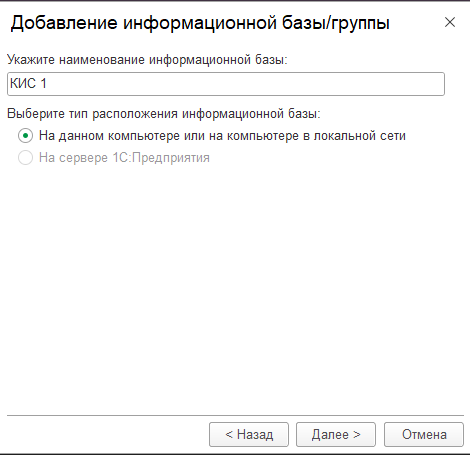 Добавление информационной базы/группы
Укажите наименование информационной базы:
КИС 1
Выберите тип расположения информационной базы:
На данном компьютере или на компьютере в локальной сети
На сервере 1С:Предприятия
< Назад Далее > Отмена